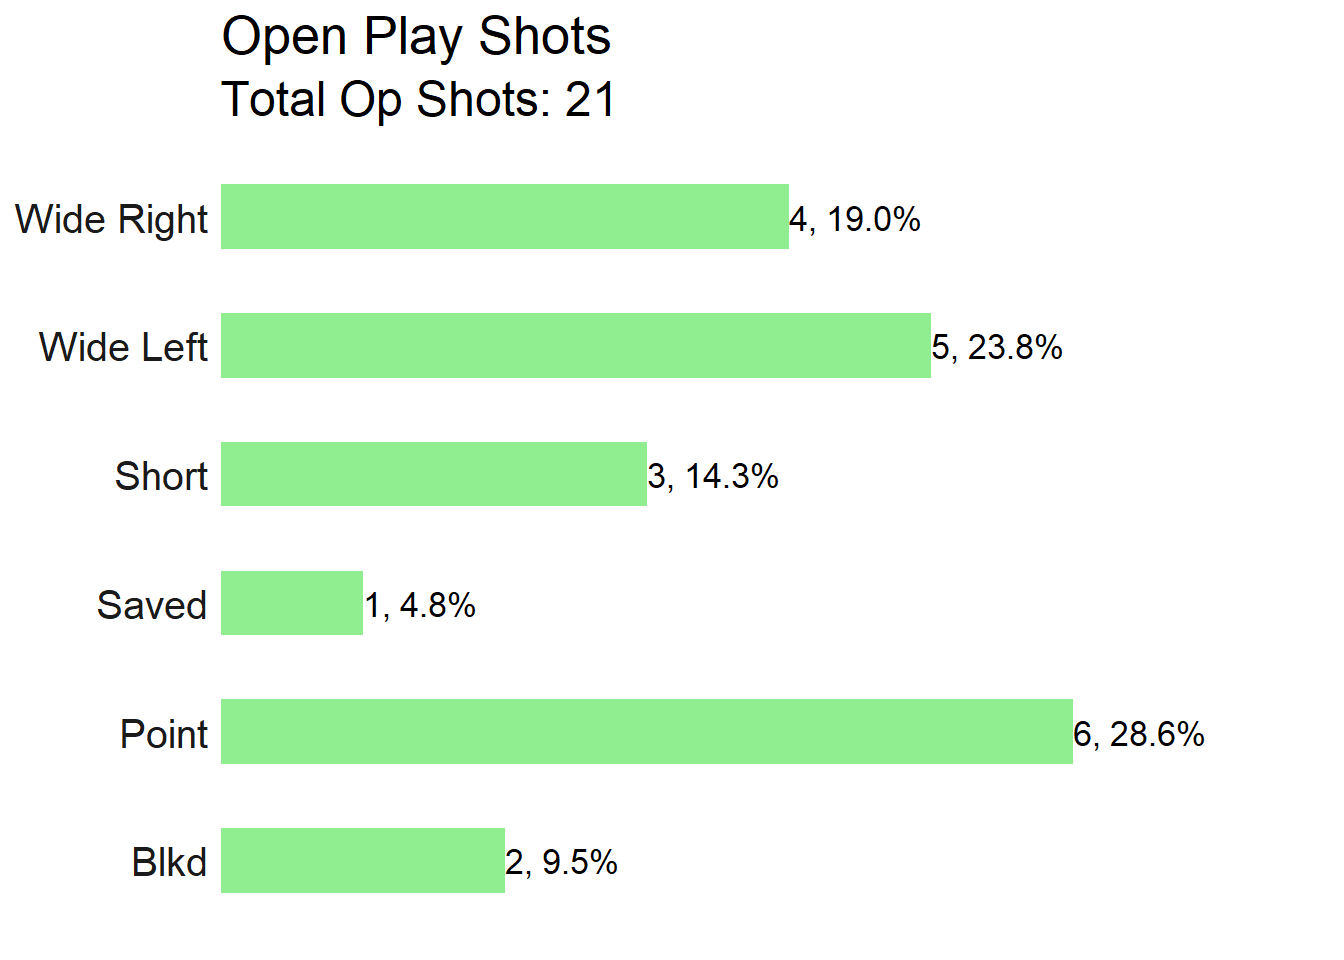 Open Play Shots
Total Op Shots: 21
Wide Right 4, 19.0%
Wide Left 5, 23.8%
Short 3, 14.3%
Saved 1, 4.8%
Point 6, 28.6%
Blkd 2, 9.5%